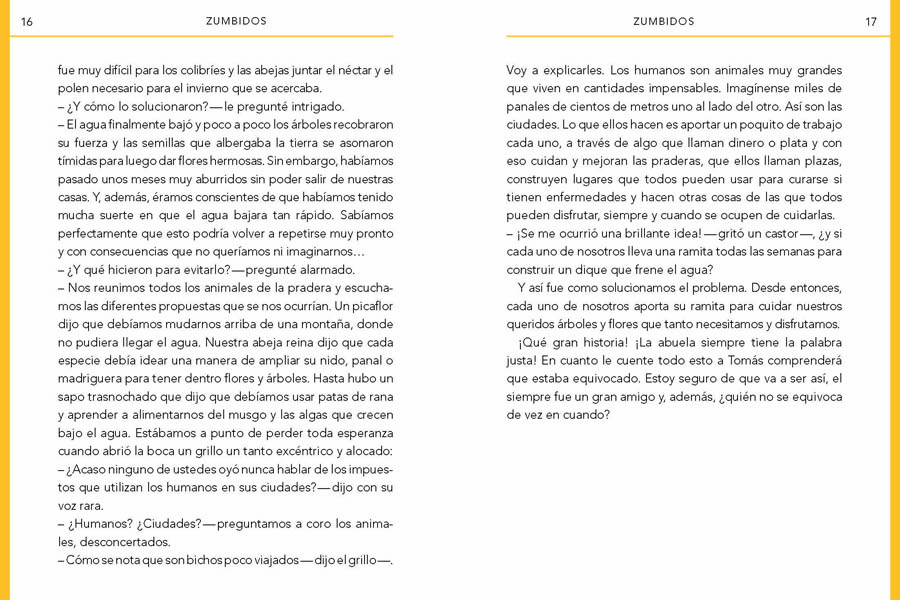 16
ZUMBIDOS
fue muy difícil para los colibríes y las abejas juntar el néctar y el
polen necesario para el invierno que se acercaba.
– ¿Y cómo lo solucionaron?—le pregunté intrigado.
– El agua finalmente bajó y poco a poco los árboles recobraron
su fuerza y las semillas que albergaba la tierra se asomaron
tímidas para luego dar flores hermosas. Sin embargo, habíamos
pasado unos meses muy aburridos sin poder salir de nuestras
casas. Y, además, éramos conscientes de que habíamos tenido
mucha suerte en que el agua bajara tan rápido. Sabíamos
perfectamente que esto podría volver a repetirse muy pronto
y con consecuencias que no queríamos ni imaginarnos...
– ¿Y qué hicieron para evitarlo?—pregunté alarmado.
– Nos reunimos todos los animales de la pradera y escucha-
mos las diferentes propuestas que se nos ocurrían. Un picaflor
dijo que debíamos mudarnos arriba de una montaña, donde
no pudiera llegar el agua. Nuestra abeja reina dijo que cada
especie debía idear una manera de ampliar su nido, panal o
madriguera para tener dentro flores y árboles. Hasta hubo un
sapo trasnochado que dijo que debíamos usar patas de rana
y aprender a alimentarnos del musgo y las algas que crecen
bajo el agua. Estábamos a punto de perder toda esperanza
cuando abrió la boca un grillo un tanto excéntrico y alocado:
– ¿Acaso ninguno de ustedes oyó nunca hablar de los impues-
tos que utilizan los humanos en sus ciudades?—dijo con su
voz rara.
– ¿Humanos? ¿Ciudades?—preguntamos a coro los anima-
les, desconcertados.
– Cómo se nota que son bichos poco viajados—dijo el grillo—.
ZUMBIDOS
17
Voy a explicarles. Los humanos son animales muy grandes
que viven en cantidades impensables. Imagínense miles de
panales de cientos de metros uno al lado del otro. Así son las
ciudades. Lo que ellos hacen es aportar un poquito de trabajo
cada uno, a través de algo que llaman dinero o plata y con
eso cuidan y mejoran las praderas, que ellos llaman plazas,
construyen lugares que todos pueden usar para curarse si
tienen enfermedades y hacen otras cosas de las que todos
pueden disfrutar, siempre y cuando se ocupen de cuidarlas.
– ¡Se me ocurrió una brillante idea!—gritó un castor—, ¿y si
cada uno de nosotros lleva una ramita todas las semanas para
construir un dique que frene el agua?
Y así fue como solucionamos el problema. Desde entonces,
cada uno de nosotros aporta su ramita para cuidar nuestros
queridos árboles y flores que tanto necesitamos y disfrutamos.
¡Qué gran historia! ¡La abuela siempre tiene la palabra
justa! En cuanto le cuente todo esto a Tomás comprenderá
que estaba equivocado. Estoy seguro de que va a ser así, el
siempre fue un gran amigo y, además, ¿quién no se equivoca
de vez en cuando?